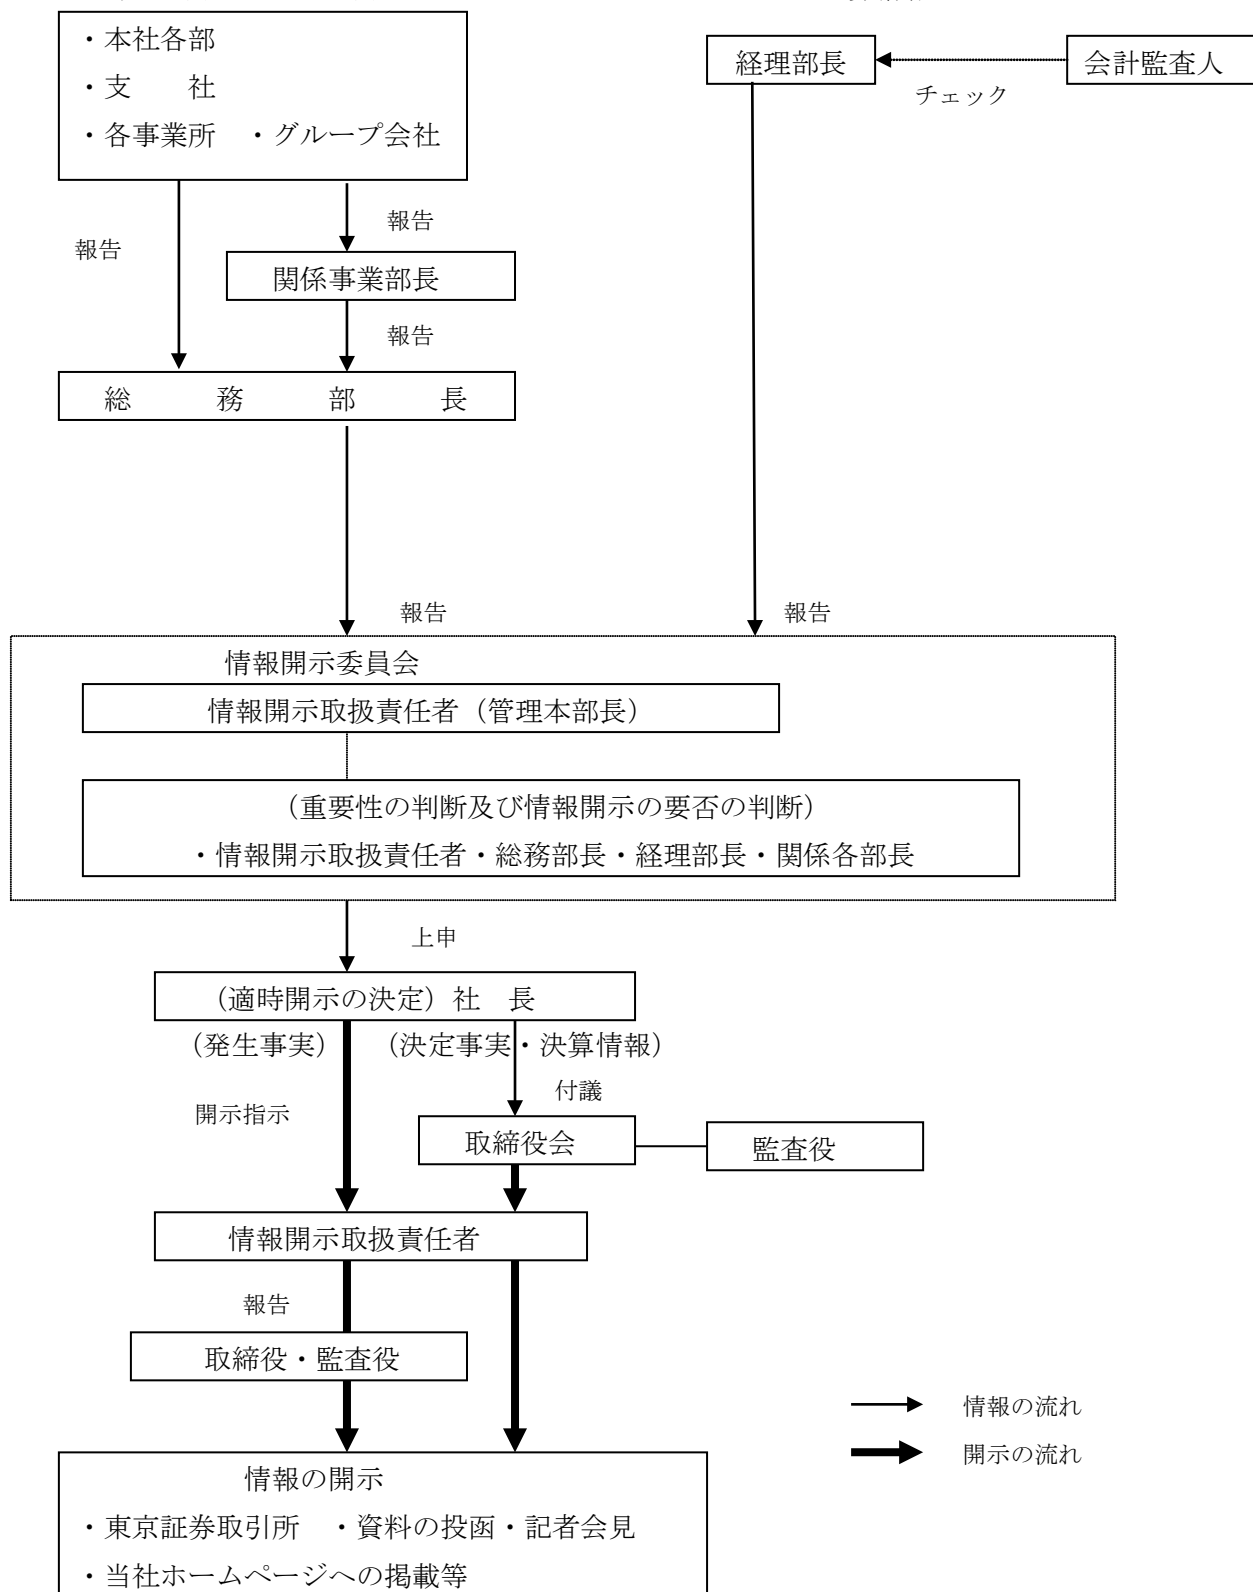 ・本社各部
・支　　社
・各事業所　・グループ会社
経理部長
会計監査人
チェック
報告
報告
関係事業部長
報告
総　　務　　部　　長
報告
報告
情報開示委員会
情報開示取扱責任者（管理本部長）
（重要性の判断及び情報開示の要否の判断）
・情報開示取扱責任者・総務部長・経理部長・関係各部長
上申
（適時開示の決定）社　長
（発生事実）　（決定事実・決算情報）
付議
開示指示
取締役会
監査役
情報開示取扱責任者
報告
取締役・監査役
情報の流れ
開示の流れ
情報の開示
・東京証券取引所　・資料の投函・記者会見
・当社ホームページへの掲載等